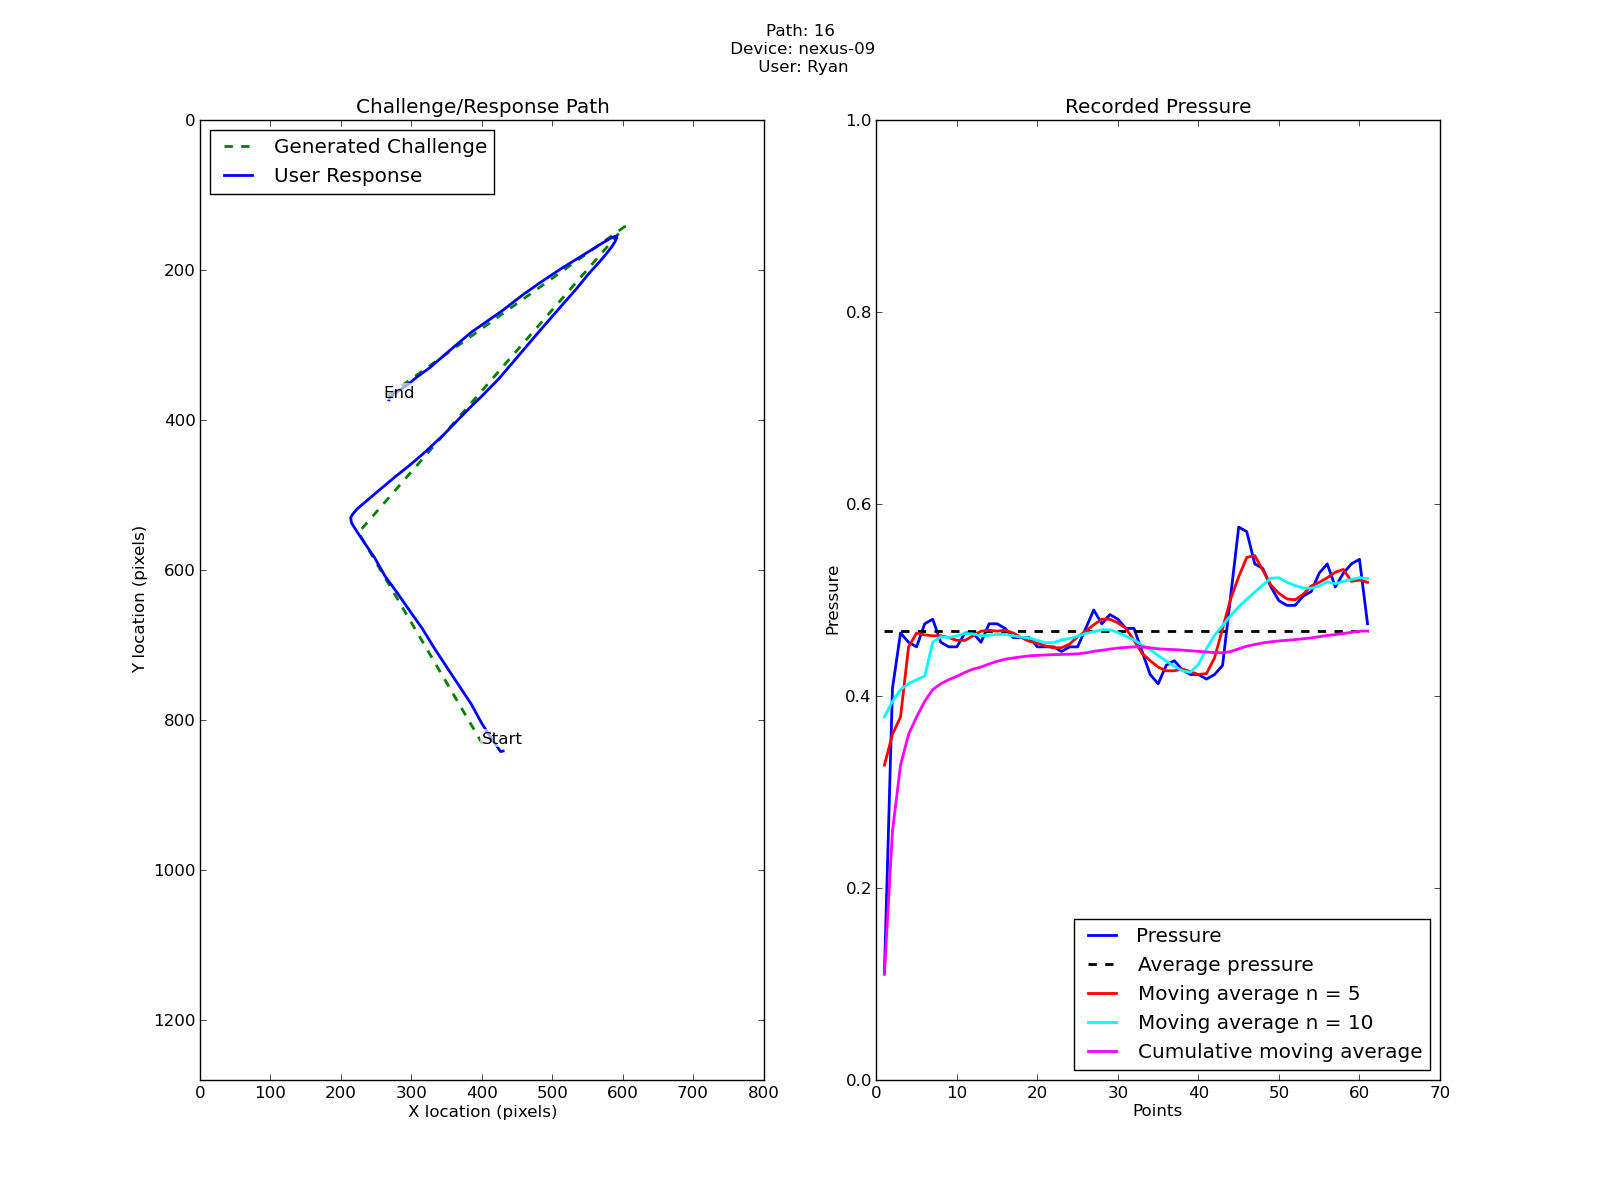 Path: 16
Device: nexus-09
User: Ryan
Challenge/Response Path
Generated Challenge
User Response
0
200
400
600
800
1000
1200
Y location (pixels)
End
Start
0 100 200 300 400 500 600 700 800
X location (pixels)
Recorded Pressure
1.0
0.8
0.6
0.4
0.2
0.0
Pressure
Pressure
Average pressure
Moving average n = 5
Moving average n = 10
Cumulative moving average
0 10 20 30 40 50 60 70
Points